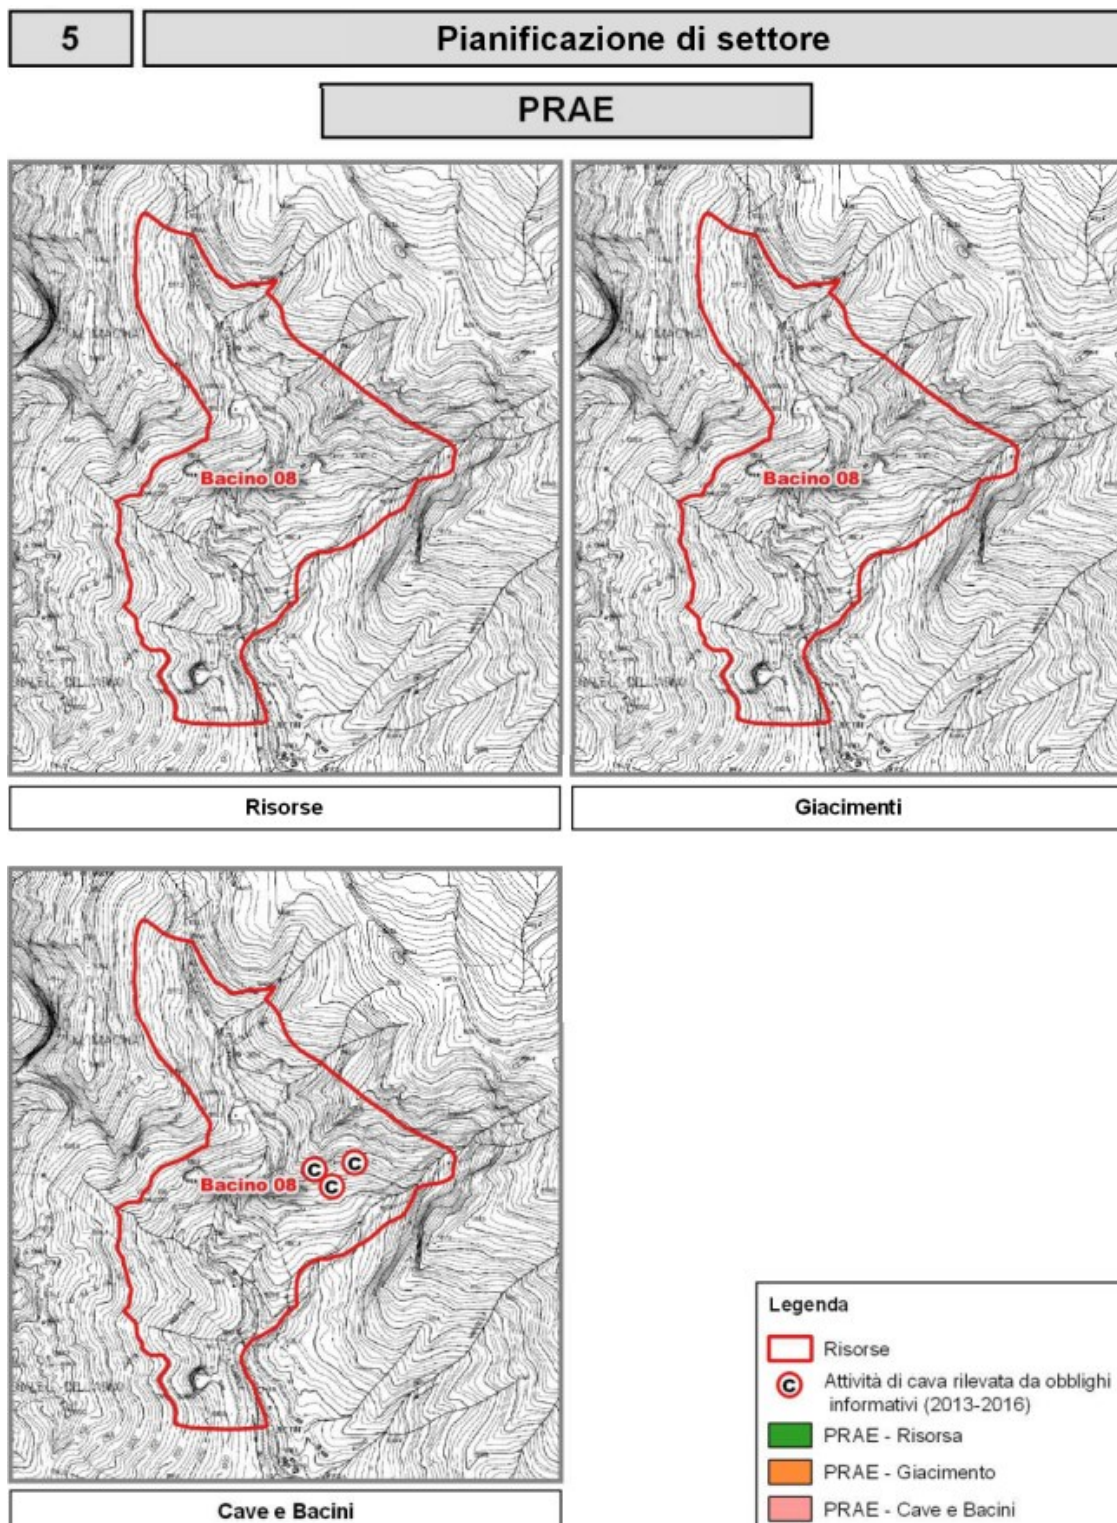 5
Pianificazione di settore
PRAE
Bacino 08
Bacino 08
Risorse
Giacimenti
Bacino 08
C
C
C
Cave e Bacini
Legenda
Risorse
C
Attività di cava rilevata da obblighi
informativi (2013-2016)
PRAE - Risorsa
PRAE - Giacimento
PRAE - Cave e Bacini